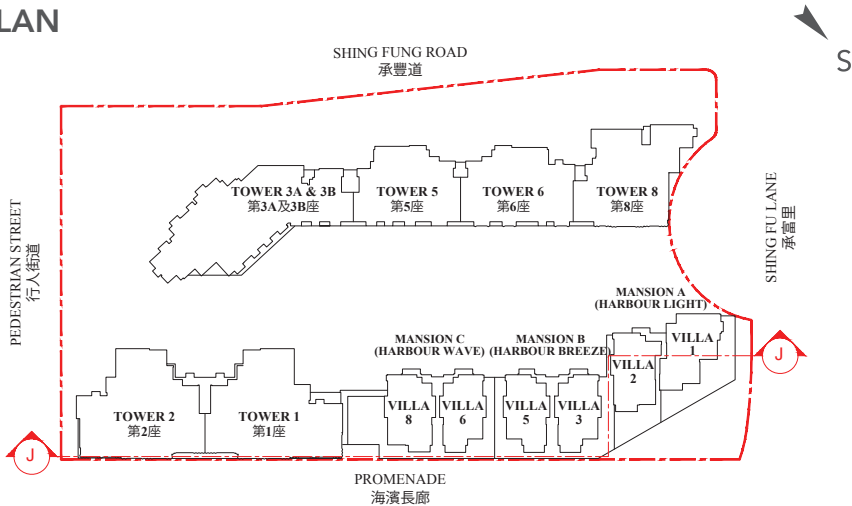 LAN
S
SHING FUNG ROAD
承豐道
PEDESTRIAN STREET
行人街道
TOWER 3A & 3B
第3A及3B座
TOWER 5
第5座
TOWER 6
第6座
TOWER 8
第8座
SHING FU LANE
承富里
MANSION A
(HARBOUR LIGHT)
MANSION C
(HARBOUR WAVE)
MANSION B
(HARBOUR BREEZE)
VILLA
1
VILLA
2
J
TOWER 2
第2座
TOWER 1
第1座
VILLA
8
VILLA
6
VILLA
5
VILLA
3
J
PROMENADE
海濱長廊